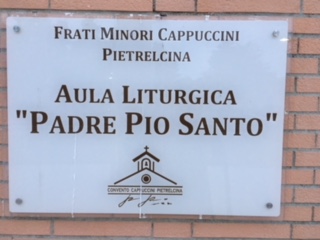 FRATI MINORI CAPPUCCINI
PIETRELCINA
AULA LITURGICA
"PADRE PIO SANTO"
CONVENTO CAPPUCCINI PIETRELCINA